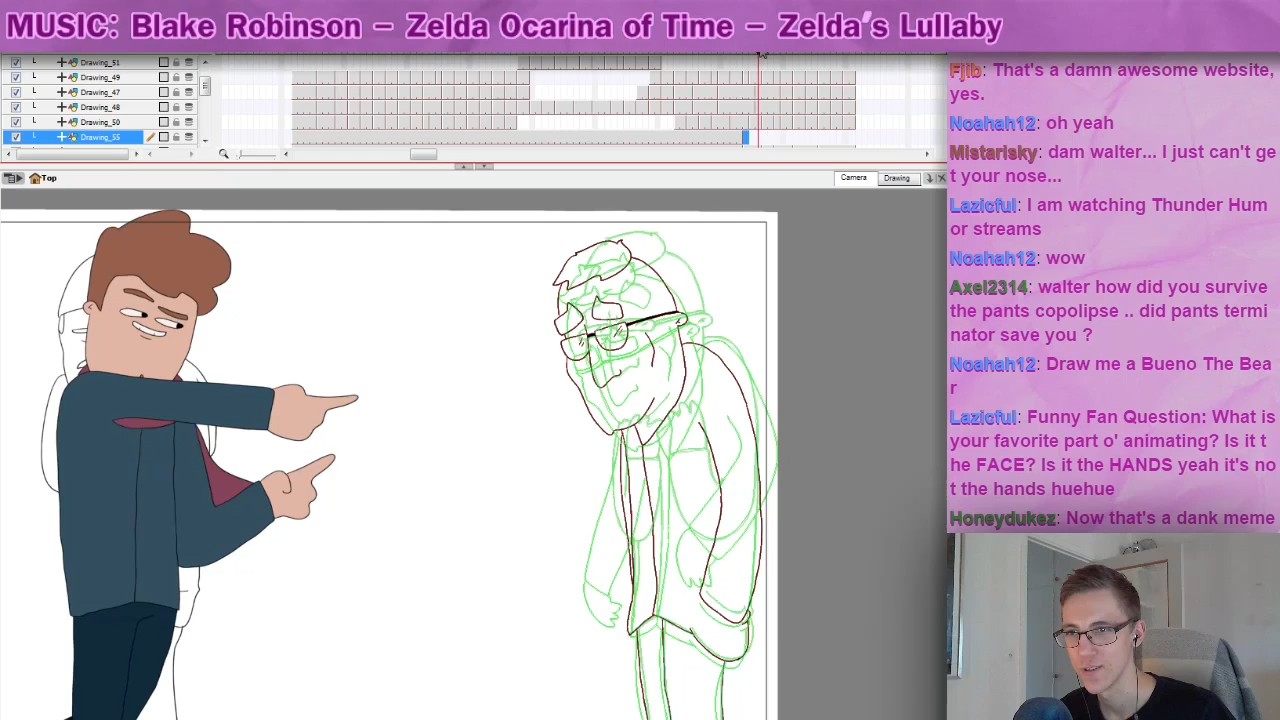 MUSIC: Blake Robinson – Zelda Ocarina of Time – Zelda's Lullaby
Drawing_51
Drawing_49
Drawing_47
Drawing_48
Drawing_50
Drawing_55
Top
Camera
Drawing
Fjib: That's a damn awesome website,
yes.
Noahah12: oh yeah
Mistarisky: dam walter... I just can't ge
t your nose...
Lazicful: I am watching Thunder Hum
or streams
Noahah12: wow
Axel2314: walter how did you survive
the pants copolipse .. did pants termi
nator save you ?
Noahah12: Draw me a Bueno The Bea
r
Lazicful: Funny Fan Question: What is
your favorite part o' animating? Is it t
he FACE? Is it the HANDS yeah it's no
t the hands huehue
Honeydukez: Now that's a dank meme